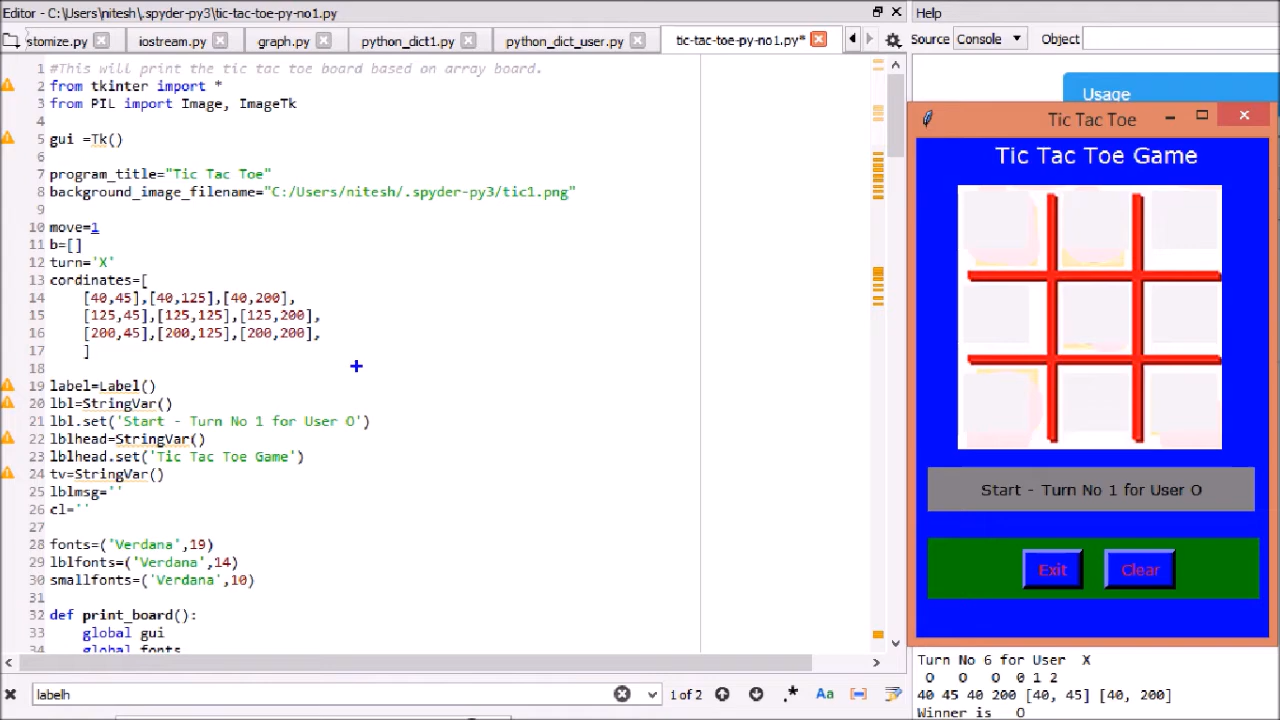 Editor - C:\Users\nitesh\.spyder-py3\tic-tac-toe-py-no1.py
Help
stomize.py
iostream.py
graph.py
python_dict1.py
python_dict_user.py
tic-tac-toe-py-no1.py*
Source
Console
Object
1 #This will print the tic tac toe board based on array board.
2 from tkinter import *
3 from PIL import Image, ImageTk
4
5 gui =Tk()
6
7 program_title="Tic Tac Toe"
8 background_image_filename="C:/Users/nitesh/.spyder-py3/tic1.png"
9
10 move=1
11 b=[]
12 turn='X'
13 cordinates=[
14     [40,45],[40,125],[40,200],
15     [125,45],[125,125],[125,200],
16     [200,45],[200,125],[200,200],
17     ]
18
19 label=Label()
20 lbl=StringVar()
21 lbl.set('Start - Turn No 1 for User O')
22 lblhead=StringVar()
23 lblhead.set('Tic Tac Toe Game')
24 tv=StringVar()
25 lblmsg=''
26 cl=''
27
28 fonts=('Verdana',19)
29 lblfonts=('Verdana',14)
30 smallfonts=('Verdana',10)
31
32 def print_board():
33     global gui
34     global fonts
labelh
1 of 2
.*
Aa
Usage
Tic Tac Toe
Tic Tac Toe Game
Start - Turn No 1 for User O
Exit
Clear
Turn No 6 for User  X
O   O   O  0 1 2
40 45 40 200 [40, 45] [40, 200]
Winner is   O